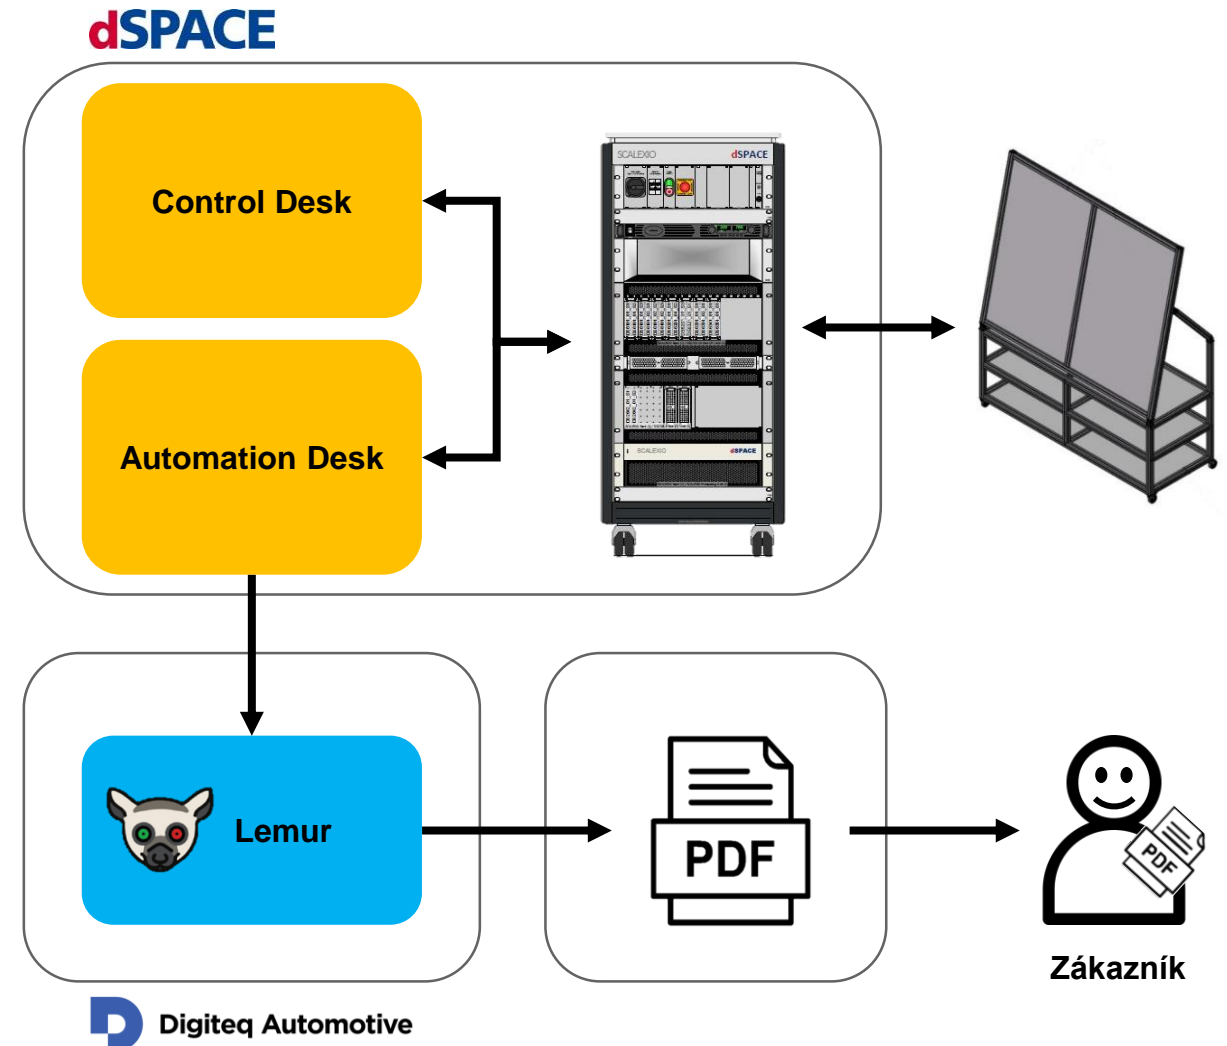 dSPACE
Control Desk
SCALEXIO dSPACE
Automation Desk
SCALEXIO dSPACE
Lemur
PDF
PDF
Zákazník
Digiteq Automotive